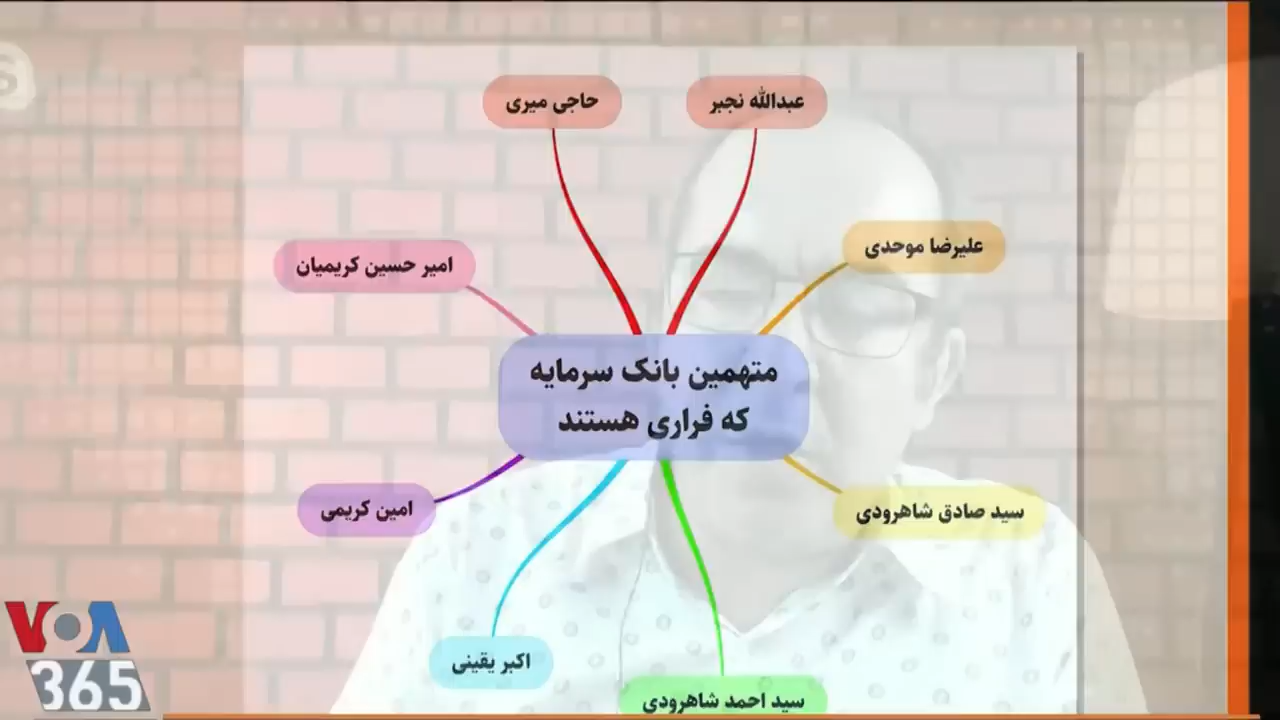 حاجی میری
عبدالله نجبر
امیر حسین کریمیان
علیرضا موحدی
متهمین بانک سرمایه
که فراری هستند
امین کریمی
سید صادق شاهرودی
اکبر یقینی
سید احمد شاهرودی
VOA
365